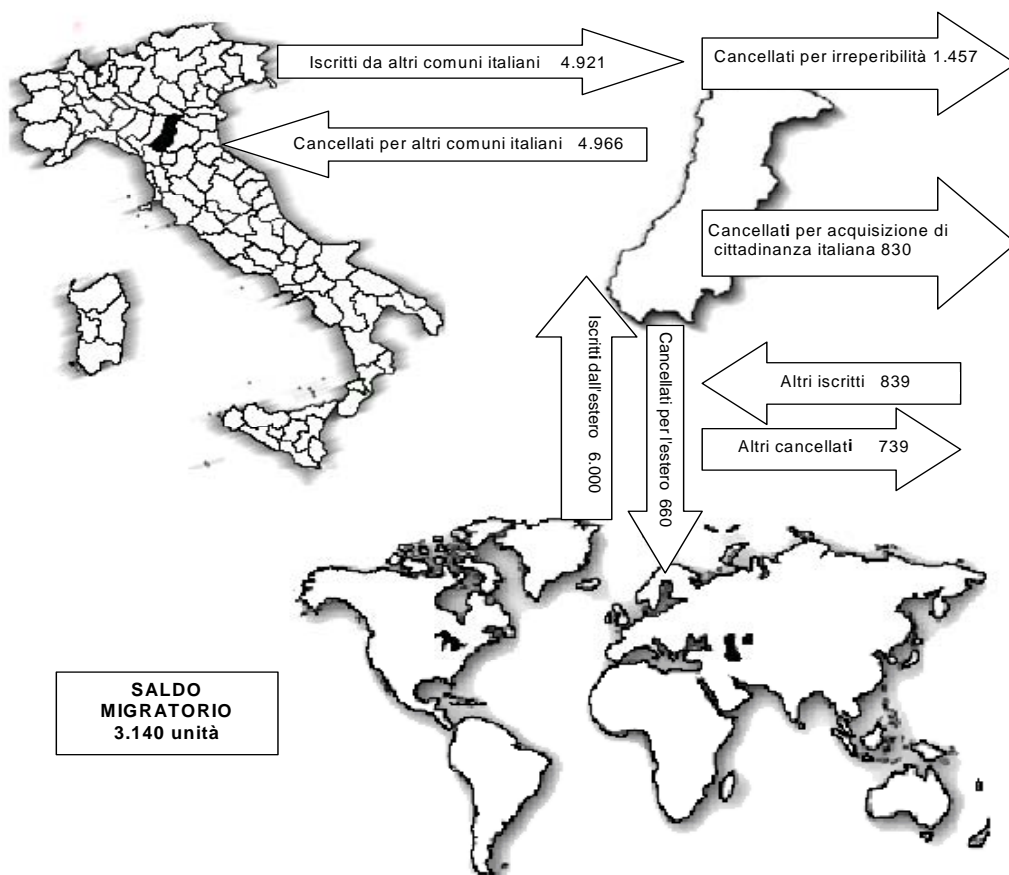 Iscritti da altri comuni italiani 4.921
Cancellati per irreperibilità 1.457
Cancellati per altri comuni italiani 4.966
Cancellati per acquisizione di
cittadinanza italiana 830
Iscritti dall'estero 6.000
Cancellati per l'estero 660
Altri iscritti 839
Altri cancellati 739
SALDO
MIGRATORIO
3.140 unità